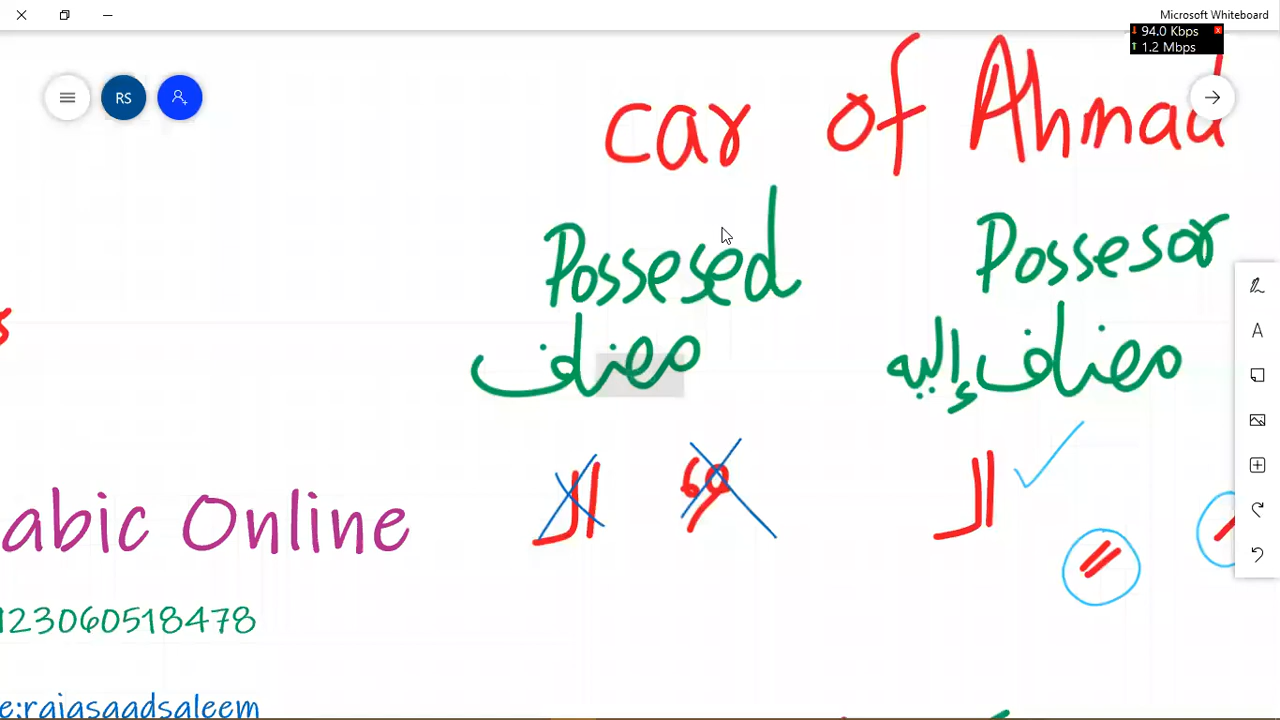 Microsoft Whiteboard
94.0 Kbps
1.2 Mbps
RS
car of Ahmad
Possesed Possesor
مضاف مضاف إليه
ال ال
abic Online
123060518478
e:rajasaadsaleem